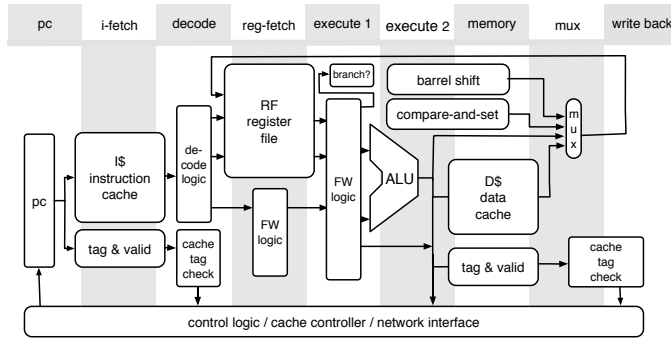 pc i-fetch decode reg-fetch execute 1 execute 2 memory mux write back
branch?
barrel shift
compare-and-set
m
u
x
RF
register
file
I$
instruction
cache
de-
code
logic
pc
FW
logic
FW
logic
ALU
D$
data
cache
tag & valid
cache
tag
check
tag & valid
cache
tag
check
control logic / cache controller / network interface